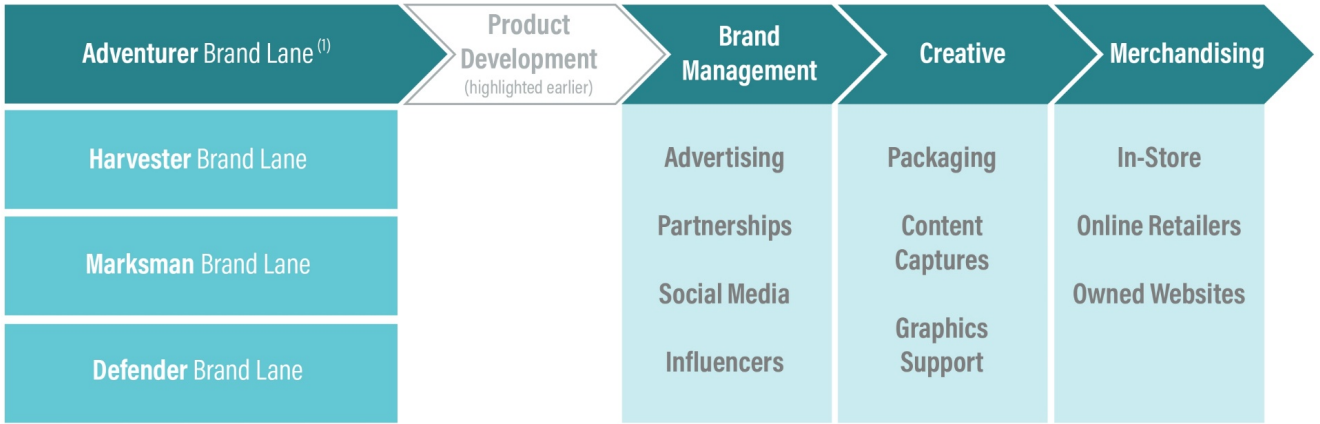 Adventurer Brand Lane (1)
Product
Development
(highlighted earlier)
Brand
Management
Creative
Merchandising
Harvester Brand Lane
Marksman Brand Lane
Defender Brand Lane
Advertising
Partnerships
Social Media
Influencers
Packaging
Content
Captures
Graphics
Support
In-Store
Online Retailers
Owned Websites